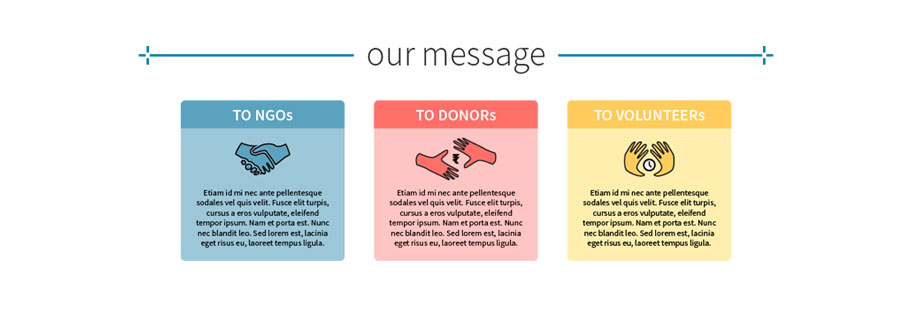 our message
TO NGOs
Etiam id mi nec ante pellentesque
sodales vel quis velit. Fusce elit turpis,
cursus a eros vulputate, eleifend
tempor ipsum. Nam et porta est. Nunc
nec blandit leo. Sed lorem est, lacinia
eget risus eu, laoreet tempus ligula.
TO DONORs
Etiam id mi nec ante pellentesque
sodales vel quis velit. Fusce elit turpis,
cursus a eros vulputate, eleifend
tempor ipsum. Nam et porta est. Nunc
nec blandit leo. Sed lorem est, lacinia
eget risus eu, laoreet tempus ligula.
TO VOLUNTEERs
Etiam id mi nec ante pellentesque
sodales vel quis velit. Fusce elit turpis,
cursus a eros vulputate, eleifend
tempor ipsum. Nam et porta est. Nunc
nec blandit leo. Sed lorem est, lacinia
eget risus eu, laoreet tempus ligula.